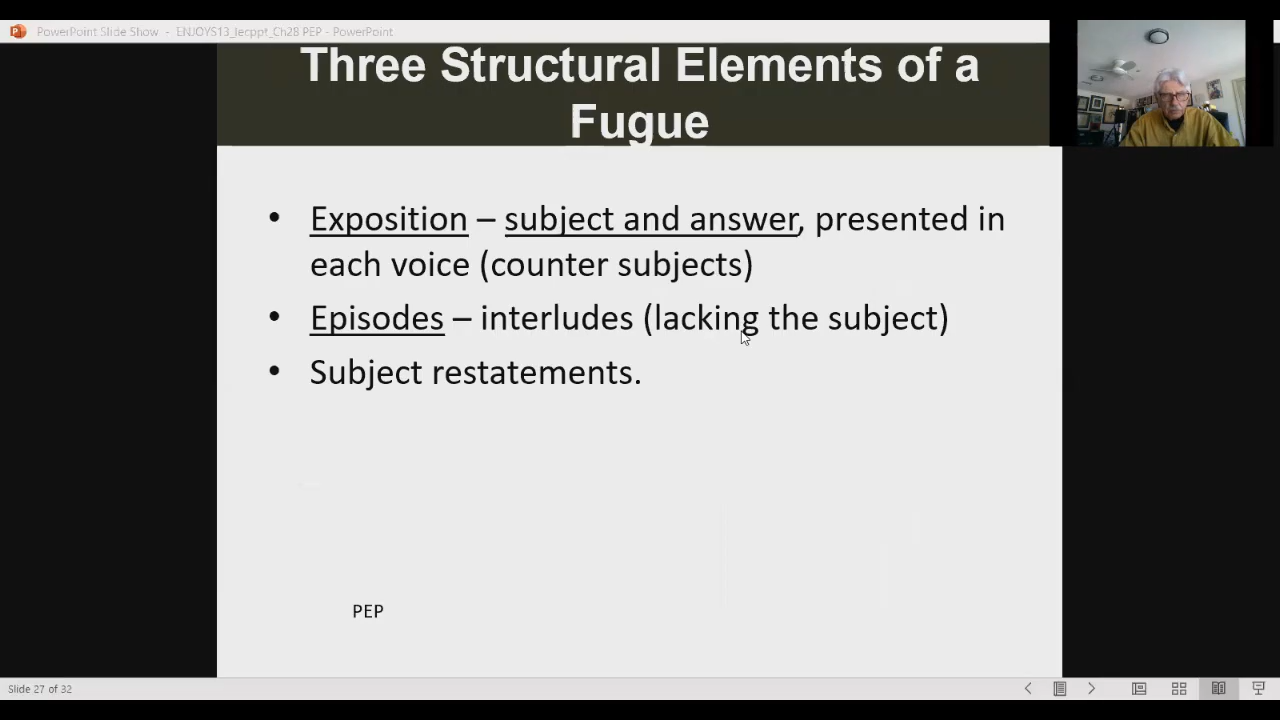 PowerPoint Slide Show - ENJOYS13_lecppt_Ch28 PEP - PowerPoint
Three Structural Elements of a
Fugue
• Exposition – subject and answer, presented in
each voice (counter subjects)
• Episodes – interludes (lacking the subject)
• Subject restatements.
PEP
Slide 27 of 32